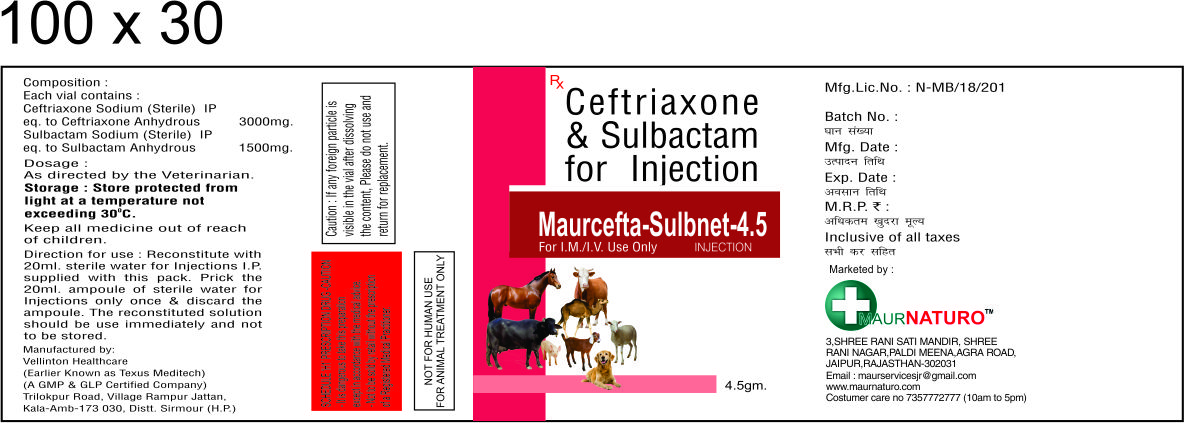 100 x 30
Composition :
Each vial contains :
Ceftriaxone Sodium (Sterile) IP
eq. to Ceftriaxone Anhydrous 3000mg.
Sulbactam Sodium (Sterile) IP
eq. to Sulbactam Anhydrous 1500mg.
Dosage :
As directed by the Veterinarian.
Storage : Store protected from
light at a temperature not
exceeding 30⁰C.
Keep all medicine out of reach
of children.
Direction for use : Reconstitute with
20ml. sterile water for Injections I.P.
supplied with this pack. Prick the
20ml. ampoule of sterile water for
Injections only once & discard the
ampoule. The reconstituted solution
should be use immediately and not
to be stored.
Manufactured by:
Vellinton Healthcare
(Earlier Known as Texus Meditech)
(A GMP & GLP Certified Company)
Trilokpur Road, Village Rampur Jattan,
Kala-Amb-173 030, Distt. Sirmour (H.P.)
Caution : If any foreign particle is
visible in the vial after dissolving
the content, Please do not use and
return for replacement.
NOT FOR HUMAN USE
FOR ANIMAL TREATMENT ONLY
Rx
Ceftriaxone
& Sulbactam
for Injection
Maurcefta-Sulbnet-4.5
For I.M./I.V. Use Only INJECTION
4.5gm.
Mfg.Lic.No. : N-MB/18/201
Batch No. :
घान संख्या
Mfg. Date :
उत्पादन तिथि
Exp. Date :
अवसान तिथि
M.R.P. ₹ :
अधिकतम खुदरा मूल्य
Inclusive of all taxes
सभी कर सहित
Marketed by :
MAURNATURO™
3,SHREE RANI SATI MANDIR, SHREE
RANI NAGAR,PALDI MEENA,AGRA ROAD,
JAIPUR,RAJASTHAN-302031
Email : maurservicesjr@gmail.com
www.maurnaturo.com
Costumer care no 7357772777 (10am to 5pm)